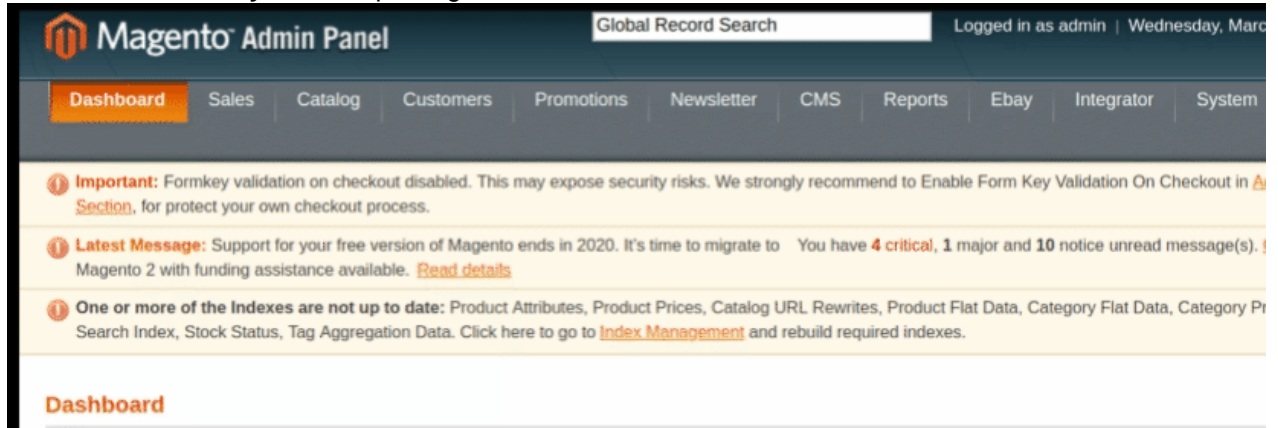 Magento Admin Panel
Global Record Search
Logged in as admin | Wednesday, Marc
Dashboard Sales Catalog Customers Promotions Newsletter CMS Reports Ebay Integrator System
Important: Formkey validation on checkout disabled. This may expose security risks. We strongly recommend to Enable Form Key Validation On Checkout in
Section, for protect your own checkout process.
Latest Message: Support for your free version of Magento ends in 2020. It's time to migrate to You have 4 critical, 1 major and 10 notice unread message(s).
Magento 2 with funding assistance available. Read details
One or more of the Indexes are not up to date: Product Attributes, Product Prices, Catalog URL Rewrites, Product Flat Data, Category Flat Data, Category Pr
Search Index, Stock Status, Tag Aggregation Data. Click here to go to Index Management and rebuild required indexes.
Dashboard